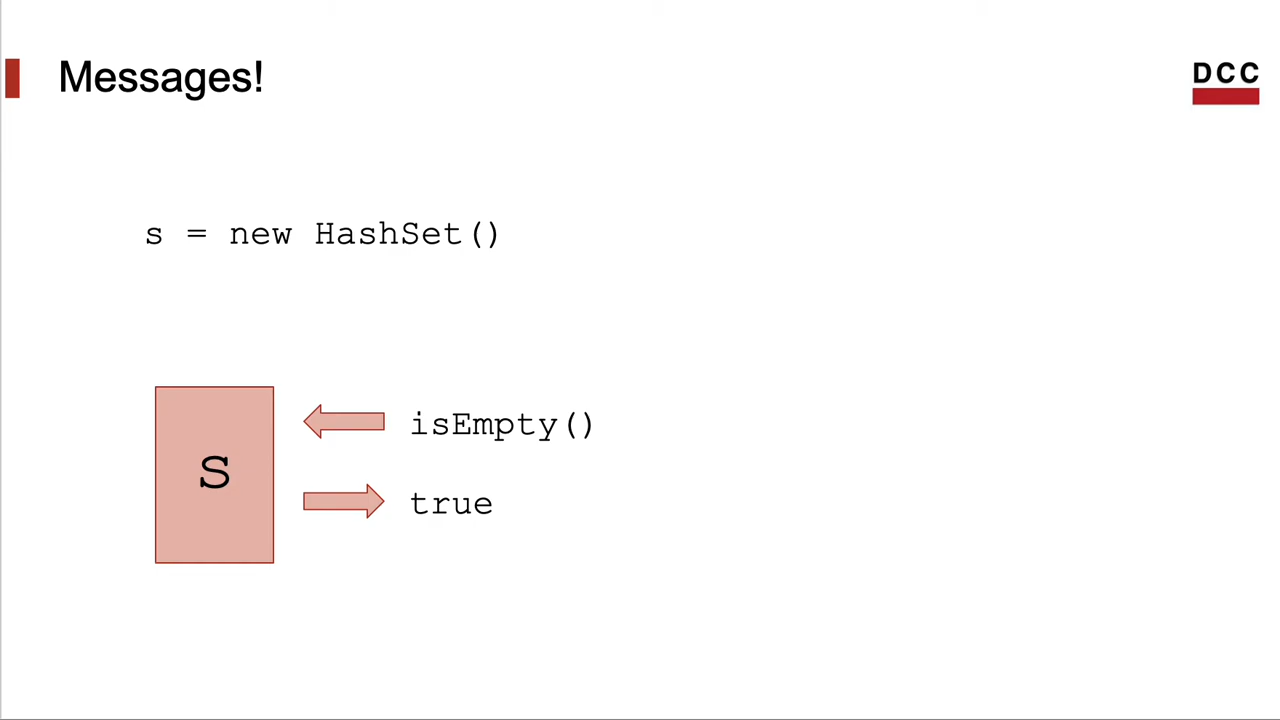 Messages!
DCC
s = new HashSet()
s
isEmpty()
true